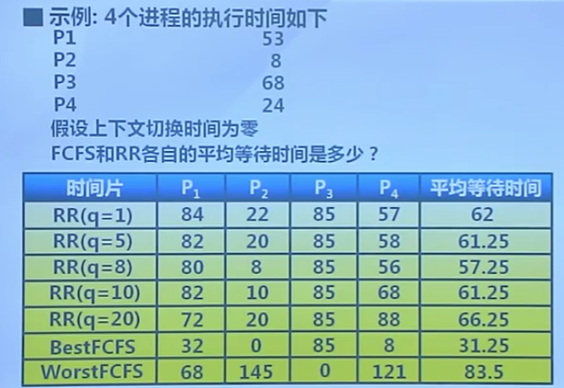 示例: 4个进程的执行时间如下
P1 53
P2 8
P3 68
P4 24
假设上下文切换时间为零
FCFS和RR各自的平均等待时间是多少？
时间片 P1 P2 P3 P4 平均等待时间
RR(q=1) 84 22 85 57 62
RR(q=5) 82 20 85 58 61.25
RR(q=8) 80 8 85 56 57.25
RR(q=10) 82 10 85 68 61.25
RR(q=20) 72 20 85 88 66.25
BestFCFS 32 0 85 8 31.25
WorstFCFS 68 145 0 121 83.5